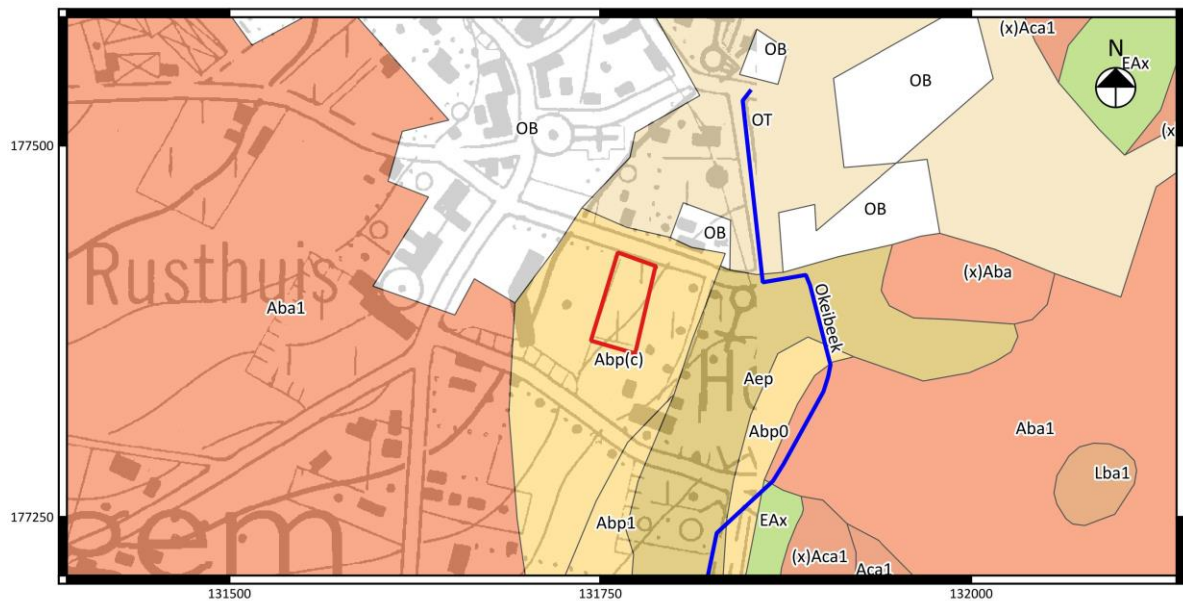 (x)Aca1
N
EAx
OB
OB
OB
OT
(x
177500
OB
OB
Rusthuis
Aba1
(x)Aba
Okeibeek
Abp(c)
H
Aep
Abp0
Aba1
Lba1
177250
Abp1
EAx
gem
(x)Aca1
Aca1
131500
131750
132000